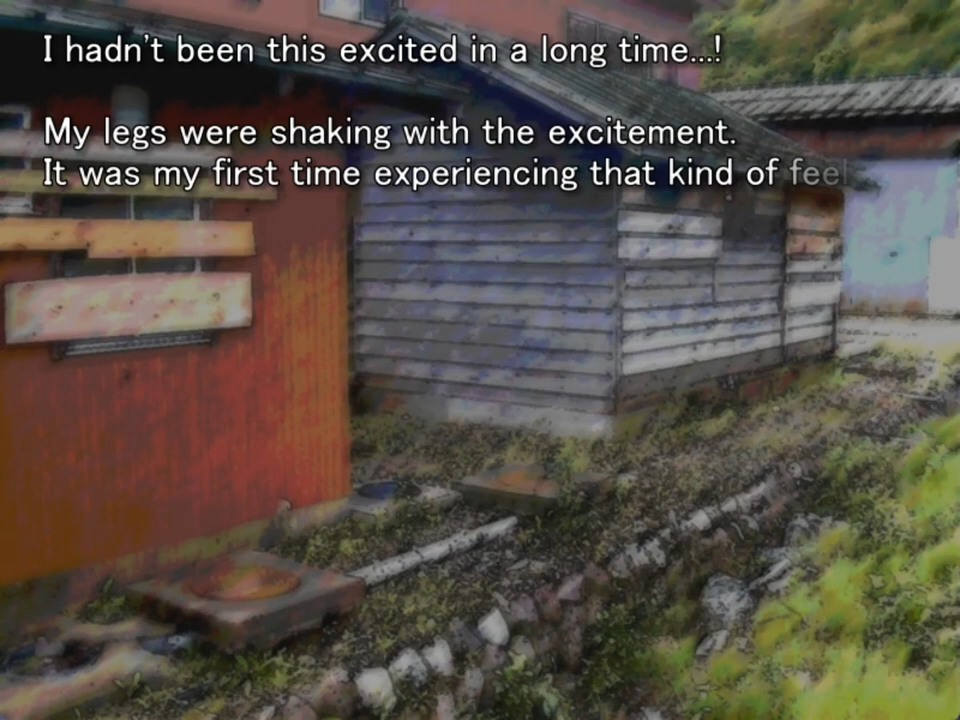 I hadn't been this excited in a long time...!
My legs were shaking with the excitement.
It was my first time experiencing that kind of feel